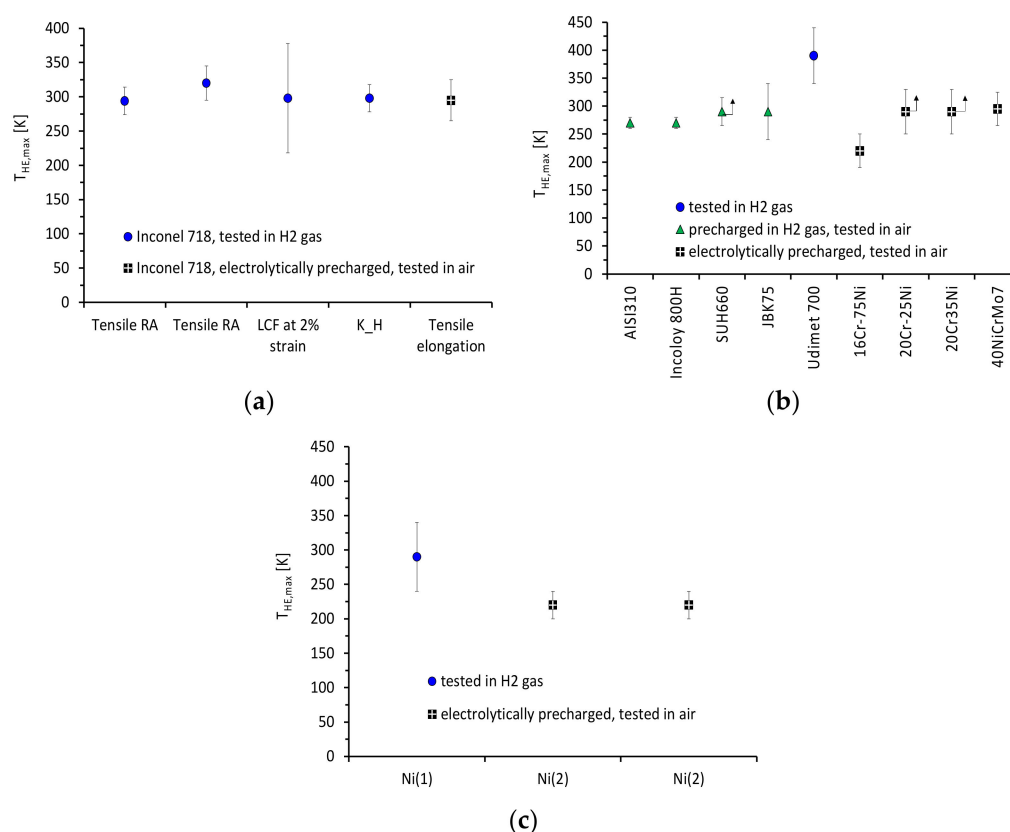 (a)
T_HE,max [K]
400
350
300
250
200
150
100
50
0
Inconel 718, tested in H2 gas
Inconel 718, electrolytically precharged, tested in air
Tensile RA
Tensile RA
LCF at 2%
strain
K_H
Tensile
elongation
(a)
T_HE,max [K]
450
400
350
300
250
200
150
100
50
0
tested in H2 gas
precharged in H2 gas, tested in air
electrolytically precharged, tested in air
AISI310
Incoloy 800H
SUH660
JBK75
Udimet 700
16Cr-75Ni
20Cr-25Ni
20Cr35Ni
40NiCrMo7
(b)
T_HE,max [K]
450
400
350
300
250
200
150
100
50
0
tested in H2 gas
electrolytically precharged, tested in air
Ni(1)
Ni(2)
Ni(2)
(c)